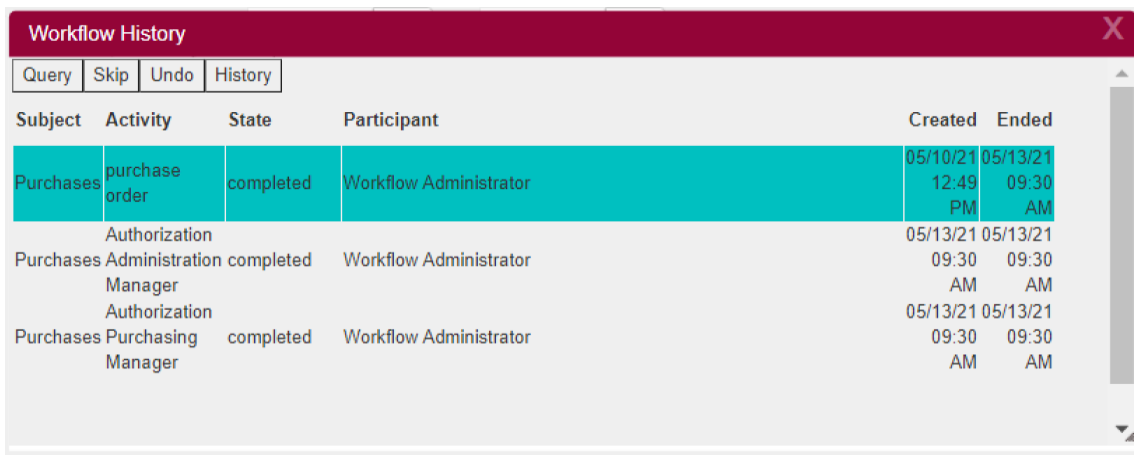 Workflow History X
Query Skip Undo History
Subject Activity State Participant Created Ended
Purchases purchase order completed Workflow Administrator 05/10/21 12:49 PM 05/13/21 09:30 AM
Purchases Authorization Administration Manager completed Workflow Administrator 05/13/21 09:30 AM 05/13/21 09:30 AM
Purchases Authorization Purchasing Manager completed Workflow Administrator 05/13/21 09:30 AM 05/13/21 09:30 AM